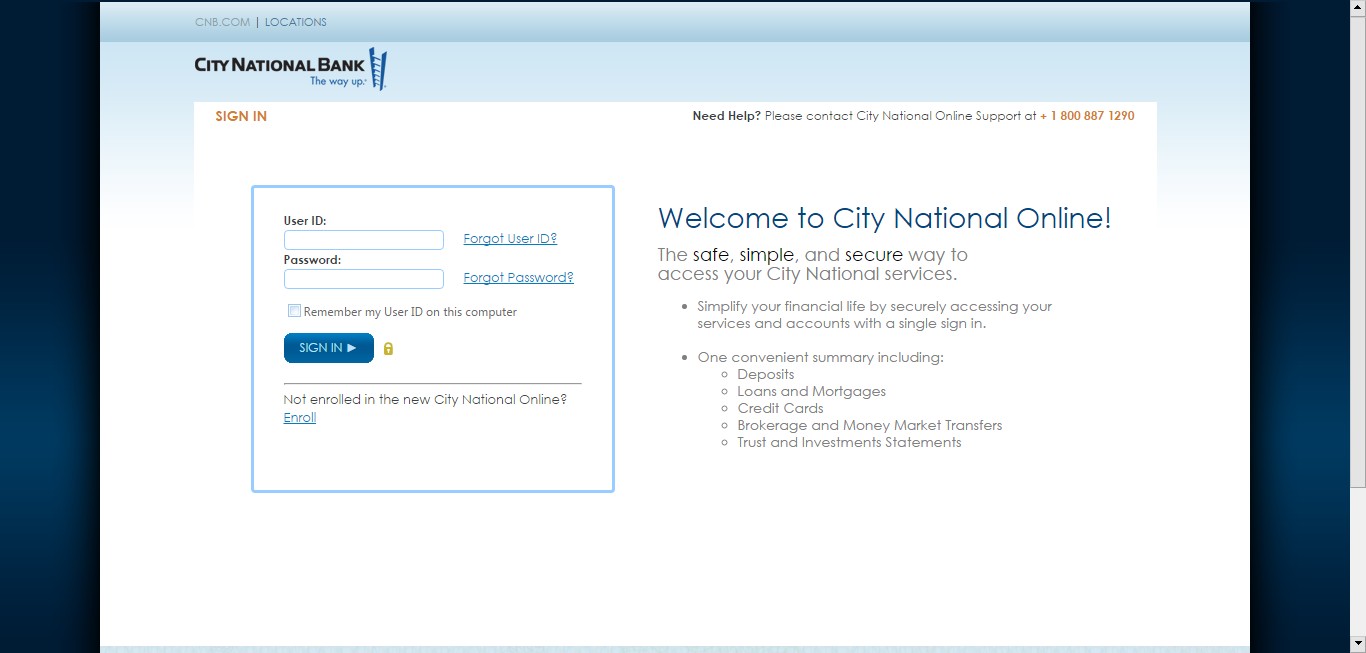 CNB.COM | LOCATIONS
CITY NATIONAL BANK
The way up.
SIGN IN
Need Help? Please contact City National Online Support at + 1 800 887 1290
User ID:
Forgot User ID?
Password:
Forgot Password?
Remember my User ID on this computer
SIGN IN ►
Not enrolled in the new City National Online?
Enroll
Welcome to City National Online!
The safe, simple, and secure way to
access your City National services.
Simplify your financial life by securely accessing your
services and accounts with a single sign in.
One convenient summary including:
Deposits
Loans and Mortgages
Credit Cards
Brokerage and Money Market Transfers
Trust and Investments Statements